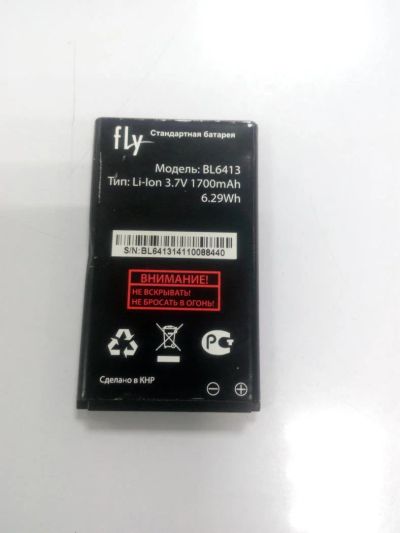 fly Стандартная батарея
Модель: BL6413
Тип: Li-Ion 3.7V 1700mAh
6.29Wh
S/N:BL641314110088440
ВНИМАНИЕ!
НЕ ВСКРЫВАТЬ!
НЕ БРОСАТЬ В ОГОНЬ!
Сделано в КНР